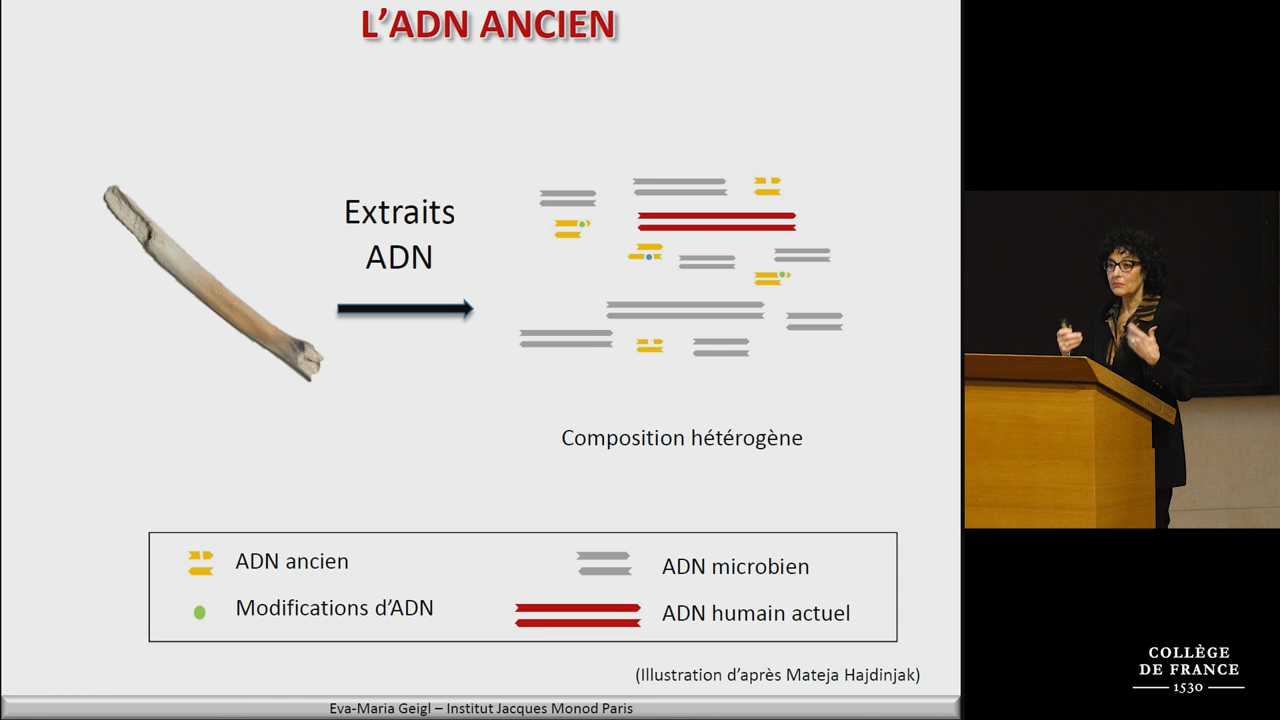 L'ADN ANCIEN
Extraits
ADN
Composition hétérogène
ADN ancien
Modifications d'ADN
ADN microbien
ADN humain actuel
(Illustration d'après Mateja Hajdinjak)
Eva-Maria Geigl – Institut Jacques Monod Paris
COLLÈGE
DE FRANCE
1530